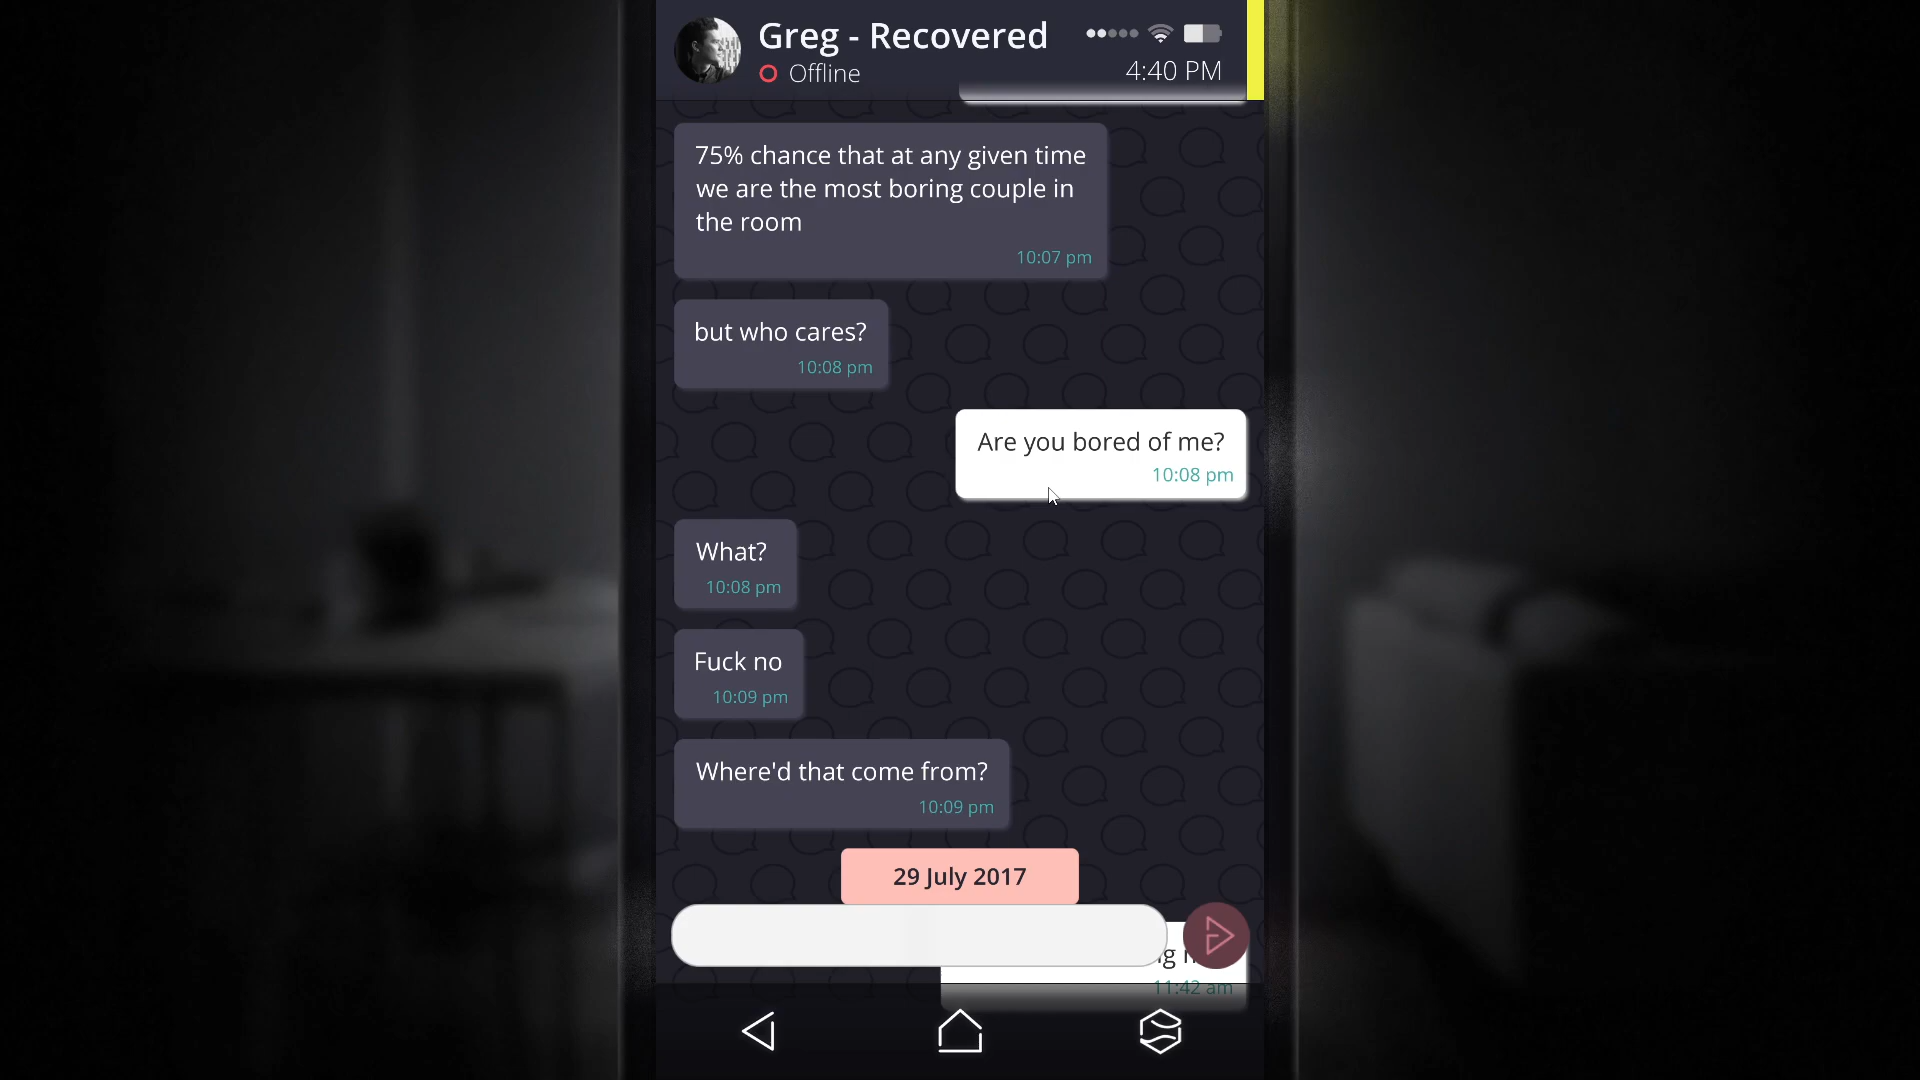 Greg - Recovered
Offline
4:40 PM
75% chance that at any given time
we are the most boring couple in
the room
10:07 pm
but who cares?
10:08 pm
Are you bored of me?
10:08 pm
What?
10:08 pm
Fuck no
10:09 pm
Where'd that come from?
10:09 pm
29 July 2017
11:42 am